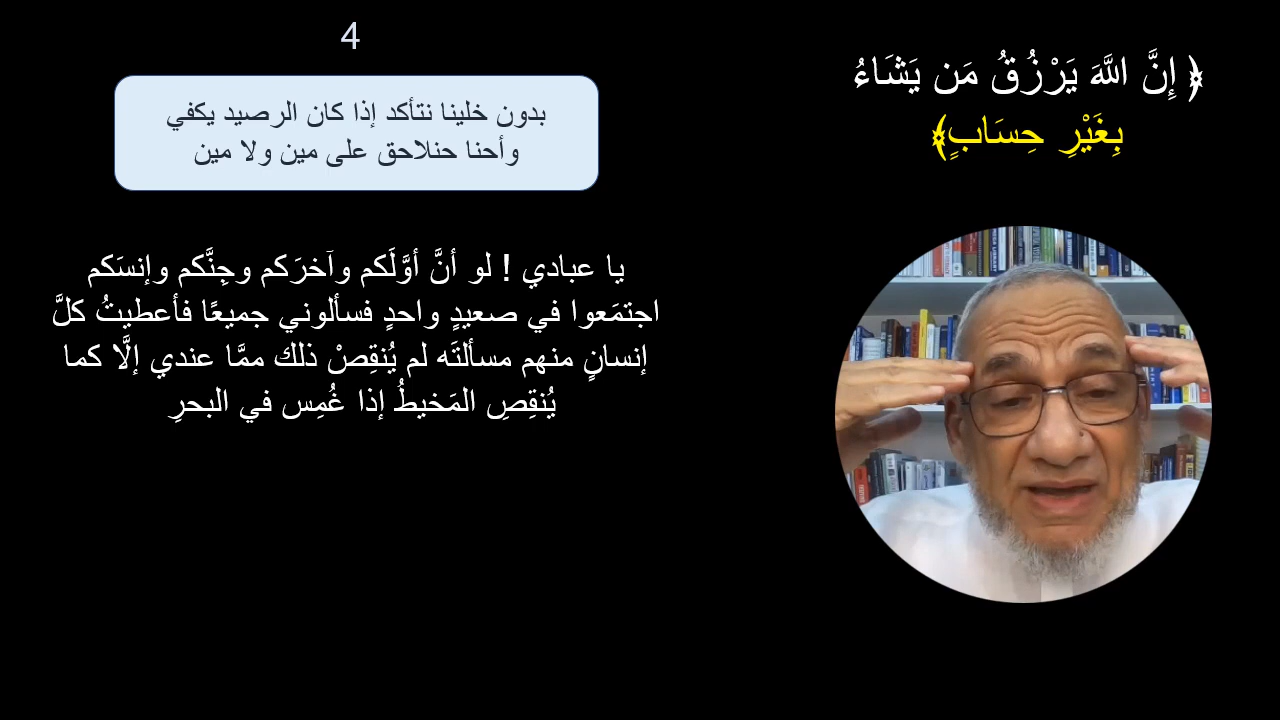 4
﴿ إِنَّ اللَّهَ يَرْزُقُ مَن يَشَاءُ
بِغَيْرِ حِسَابٍ﴾
بدون خلينا نتأكد إذا كان الرصيد يكفي
وأحنا حنلاحق على مين ولا مين
يا عبادي ! لو أنَّ أوَّلَكم وآخرَكم وجِنَّكم وإنسَكم
اجتمَعوا في صعيدٍ واحدٍ فسألوني جميعًا فأعطيتُ كلَّ
إنسانٍ منهم مسألتَه لم يُنقِصْ ذلك ممَّا عندي إلَّا كما
يُنقِصِ المَخيطُ إذا غُمِس في البحرِ